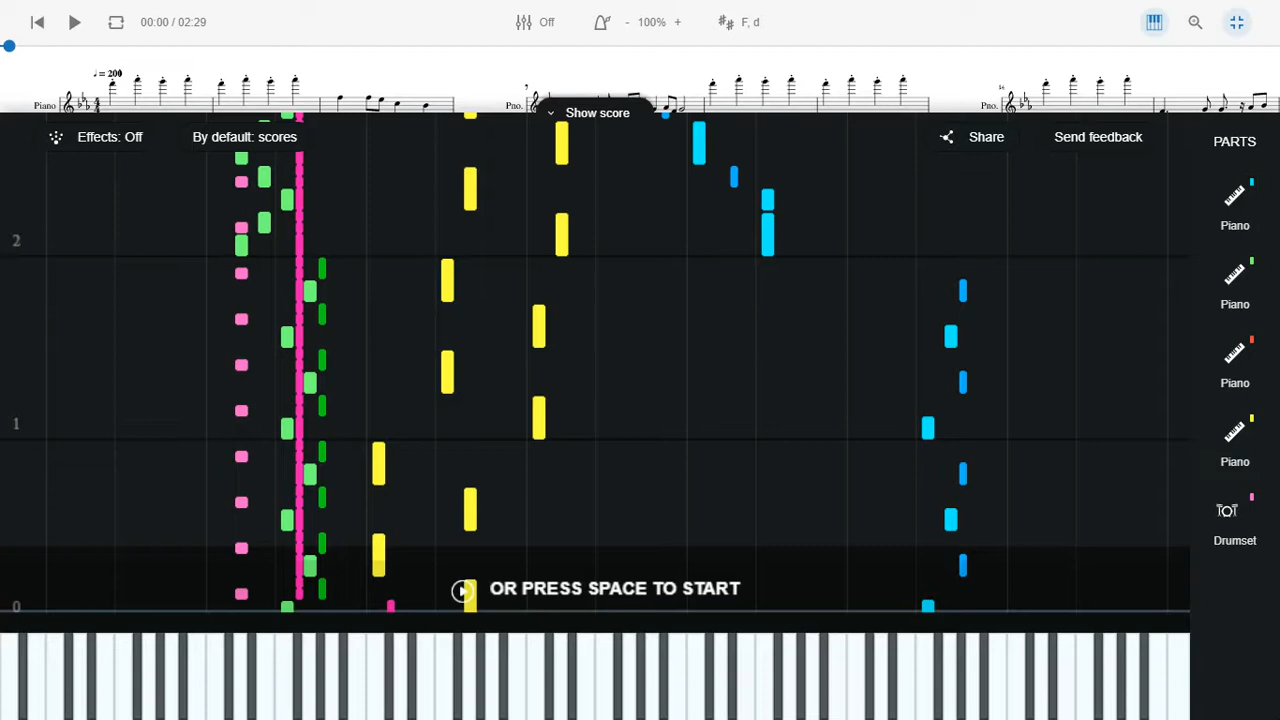 00:00 / 02:29
Off
- 100% +
F, d
♩= 200
Piano
Pno.
7
Pno.
Show score
Effects: Off
By default: scores
Share
Send feedback
PARTS
Piano
Piano
Piano
Piano
Drumset
2
1
0
OR PRESS SPACE TO START